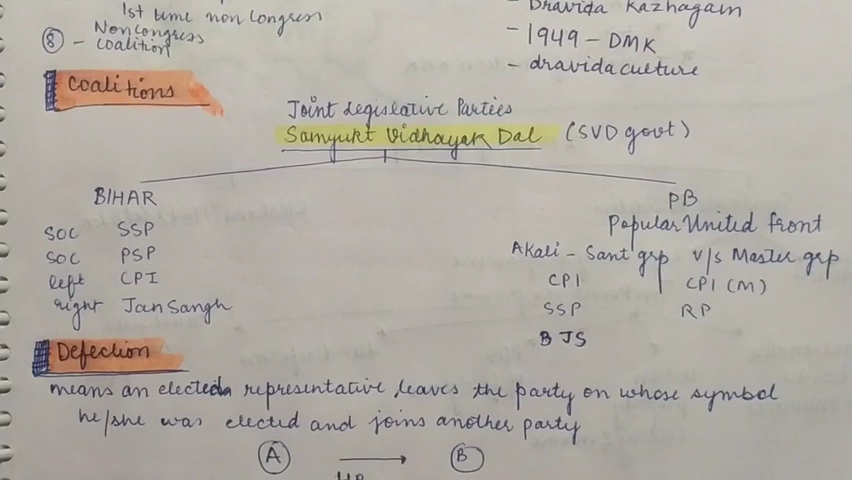 1st time non Congress
⑧ - Noncongress
coalition
- Dravida Kazhagam
- 1949 - DMK
- dravida culture
Coalitions
Joint Legislative Parties
Samyukt Vidhayak Dal (SVD govt)
BIHAR
SOC SSP
SOC PSP
left CPI
right Jan Sangh
PB
Popular United front
Akali - Sant grp V/s Master grp
CPI CPI (M)
SSP RP
BJS
Defection
means an elected representative leaves the party on whose symbol
he/she was elected and joins another party
A → B